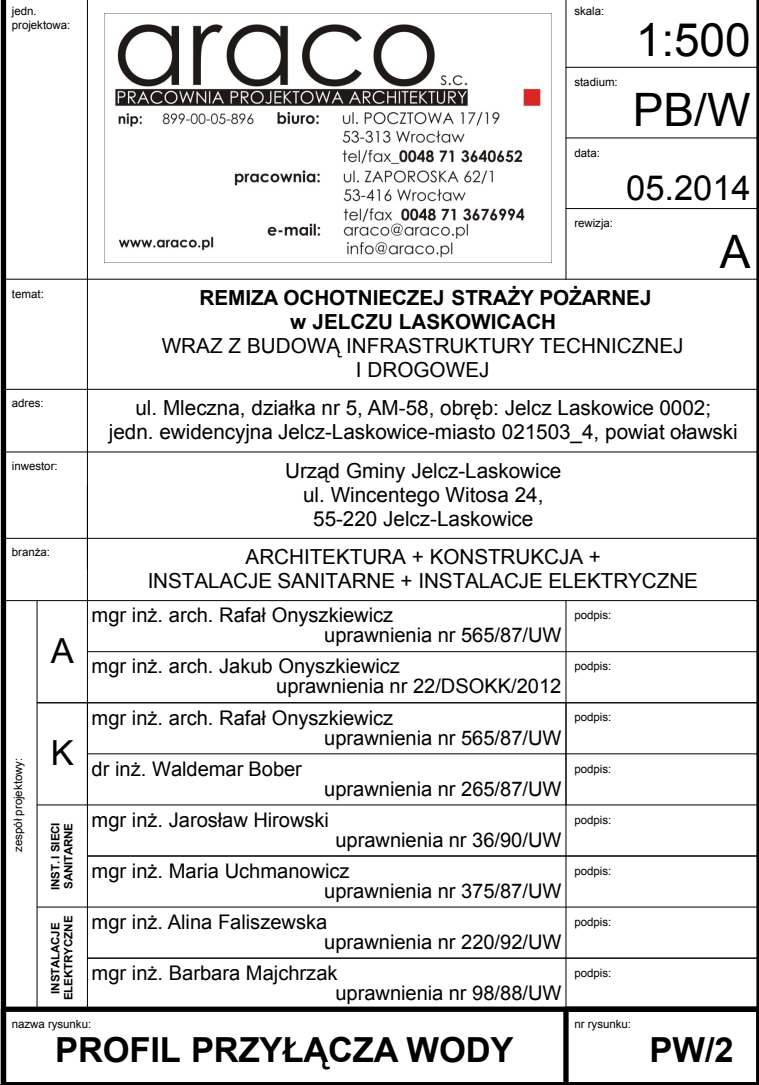 jedn.
projektowa:
araco s.c.
PRACOWNIA PROJEKTOWA ARCHITEKTURY
nip: 899-00-05-896 biuro: ul. POCZTOWA 17/19
53-313 Wrocław
tel/fax_0048 71 3640652
pracownia: ul. ZAPOROSKA 62/1
53-416 Wrocław
tel/fax_0048 71 3676994
e-mail: araco@araco.pl
www.araco.pl
info@araco.pl
skala:
1:500
stadium:
PB/W
data:
05.2014
rewizja:
A
temat:
REMIZA OCHOTNIECZEJ STRAŻY POŻARNEJ
w JELCZU LASKOWICACH
WRAZ Z BUDOWĄ INFRASTRUKTURY TECHNICZNEJ
I DROGOWEJ
adres:
ul. Mleczna, działka nr 5, AM-58, obręb: Jelcz Laskowice 0002;
jedn. ewidencyjna Jelcz-Laskowice-miasto 021503_4, powiat oławski
inwestor:
Urząd Gminy Jelcz-Laskowice
ul. Wincentego Witosa 24,
55-220 Jelcz-Laskowice
branża:
ARCHITEKTURA + KONSTRUKCJA +
INSTALACJE SANITARNE + INSTALACJE ELEKTRYCZNE
zespół projektowy:
A
mgr inż. arch. Rafał Onyszkiewicz
uprawnienia nr 565/87/UW
podpis:
mgr inż. arch. Jakub Onyszkiewicz
uprawnienia nr 22/DSOKK/2012
podpis:
K
mgr inż. arch. Rafał Onyszkiewicz
uprawnienia nr 565/87/UW
podpis:
dr inż. Waldemar Bober
uprawnienia nr 265/87/UW
podpis:
INST. I SIECI
SANITARNE
mgr inż. Jarosław Hirowski
uprawnienia nr 36/90/UW
podpis:
mgr inż. Maria Uchmanowicz
uprawnienia nr 375/87/UW
podpis:
INSTALACJE
ELEKTRYCZNE
mgr inż. Alina Faliszewska
uprawnienia nr 220/92/UW
podpis:
mgr inż. Barbara Majchrzak
uprawnienia nr 98/88/UW
podpis:
nazwa rysunku:
PROFIL PRZYŁĄCZA WODY
nr rysunku:
PW/2